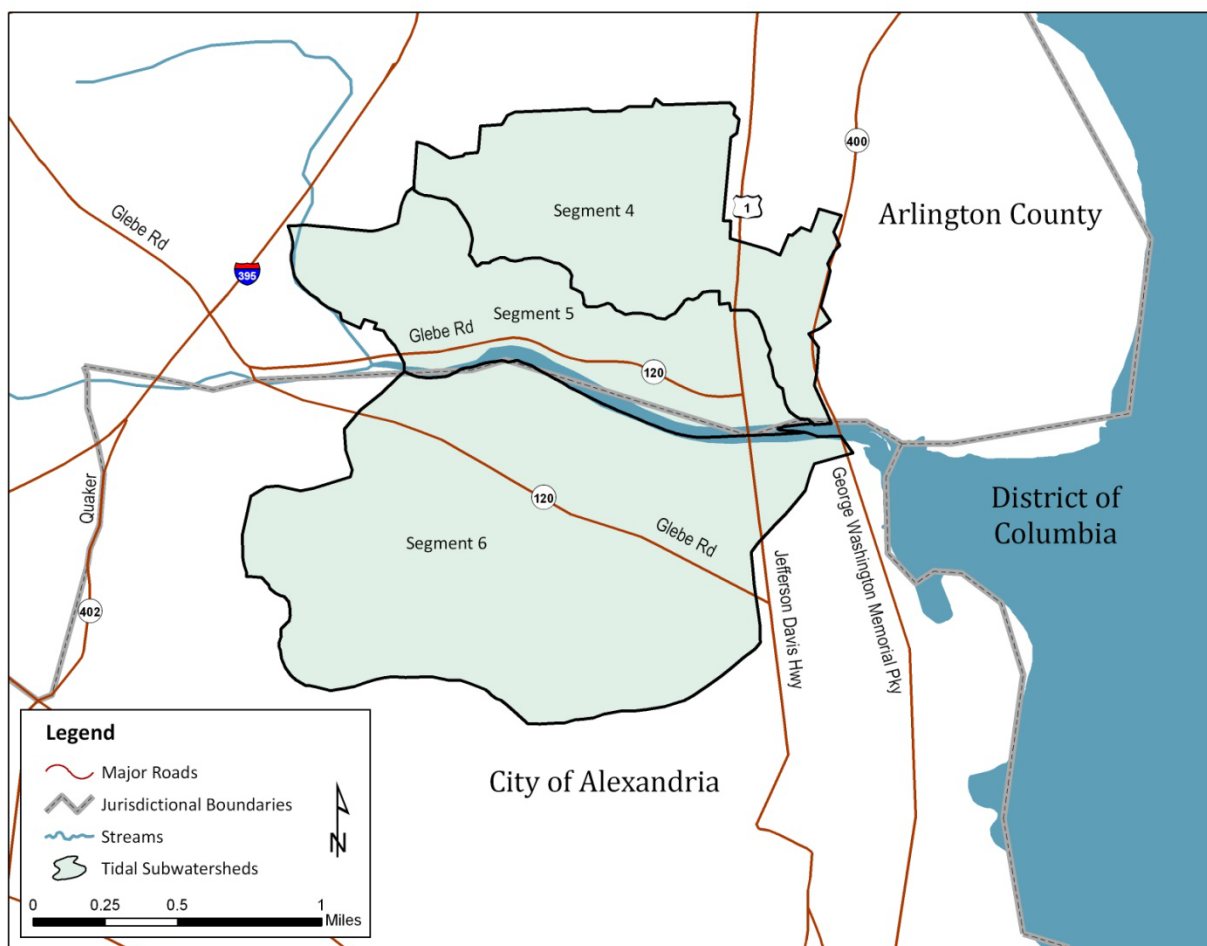 Glebe Rd
395
Segment 4
1
400
Arlington County
Segment 5
Glebe Rd
120
Quaker
402
120
Glebe Rd
Segment 6
Jefferson Davis Hwy
George Washington Memorial Pky
District of
Columbia
City of Alexandria
Legend
Major Roads
Jurisdictional Boundaries
Streams
Tidal Subwatersheds
N
0 0.25 0.5 1
Miles